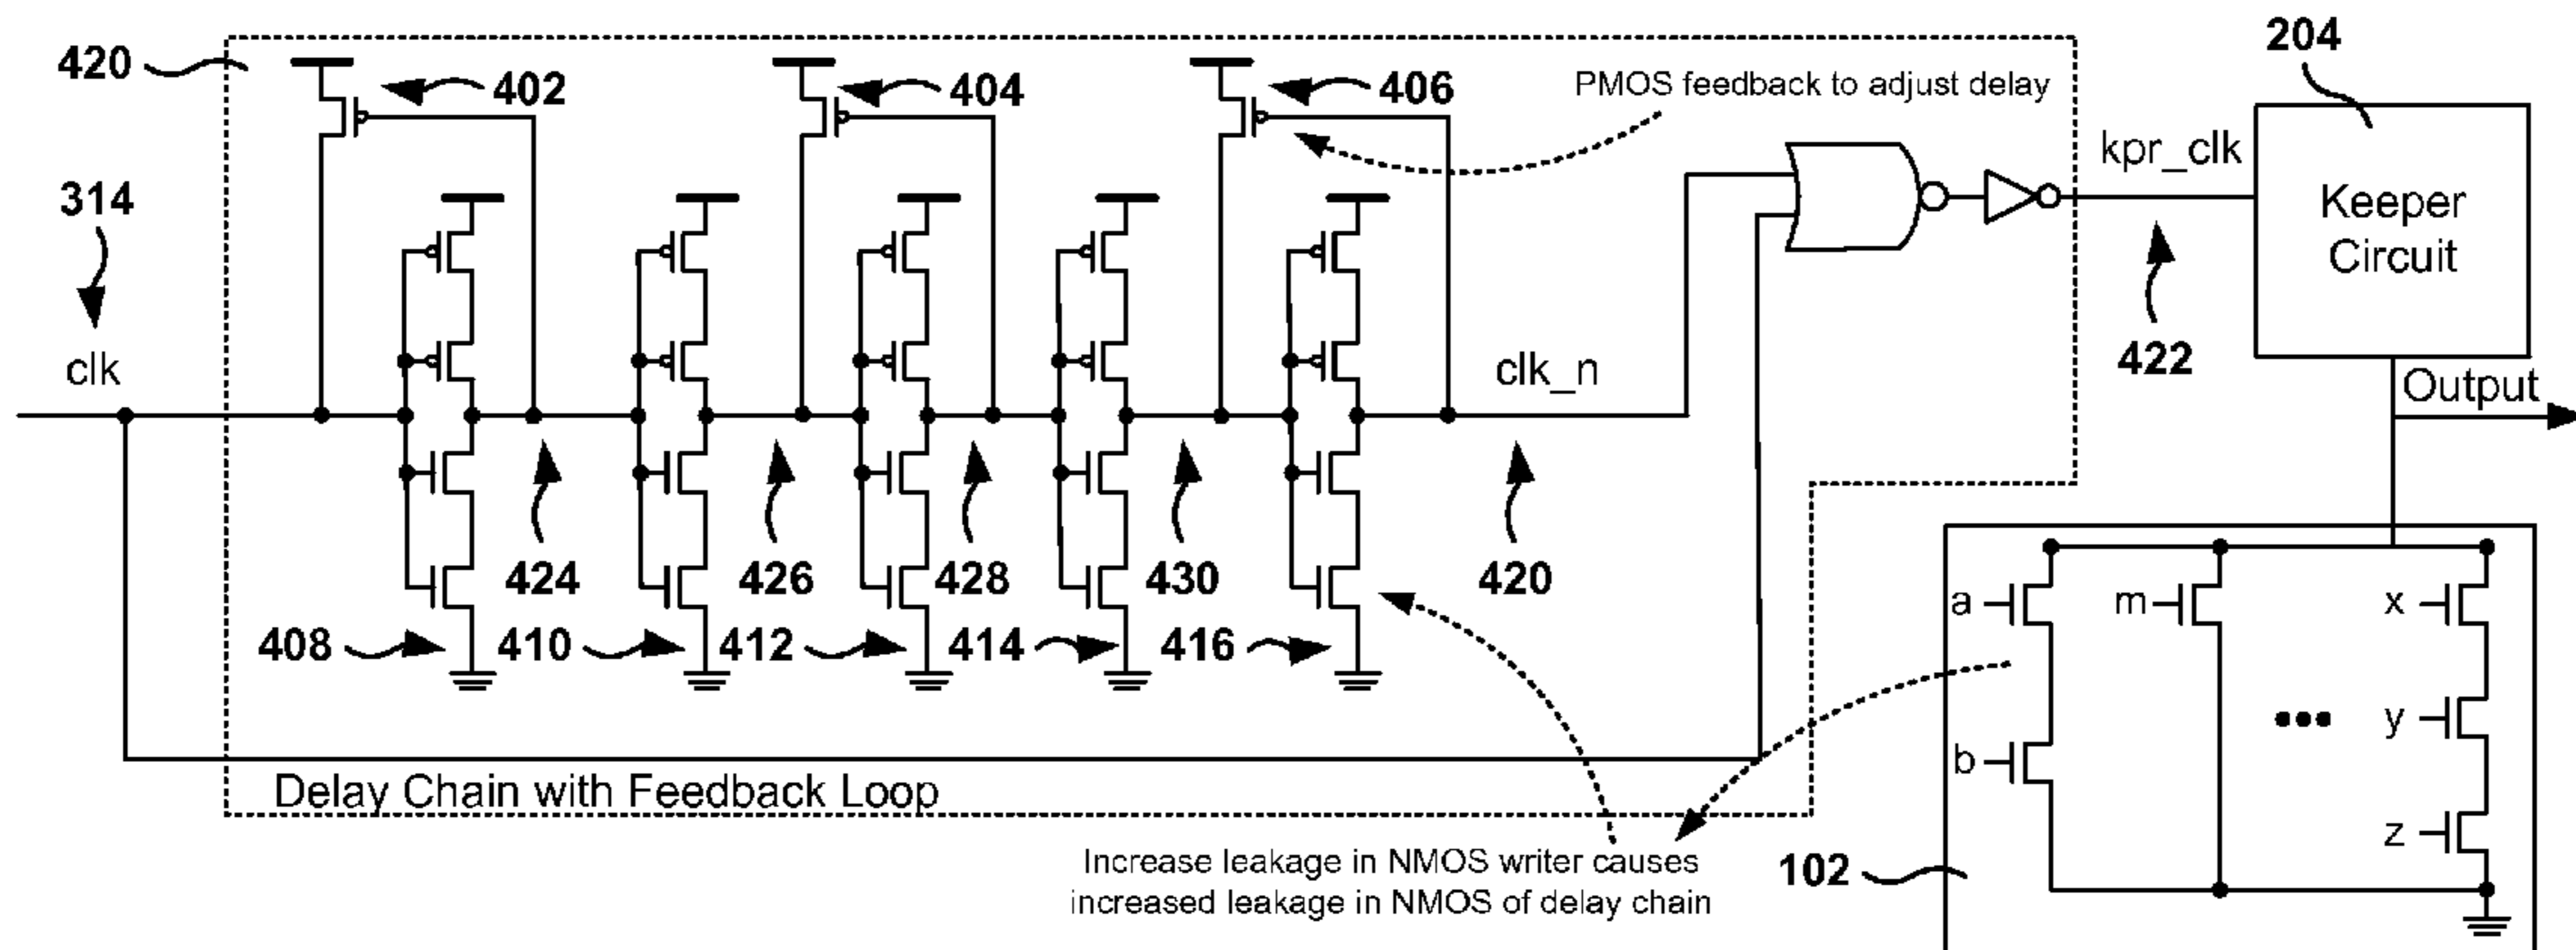 204
420
402
404
406
PMOS feedback to adjust delay
314
kpr_clk
Keeper
Circuit
clk
clk_n
422
Output
424
426
428
430
420
a
m
x
408
410
412
414
416
y
b
Delay Chain with Feedback Loop
z
Increase leakage in NMOS writer causes
increased leakage in NMOS of delay chain
102